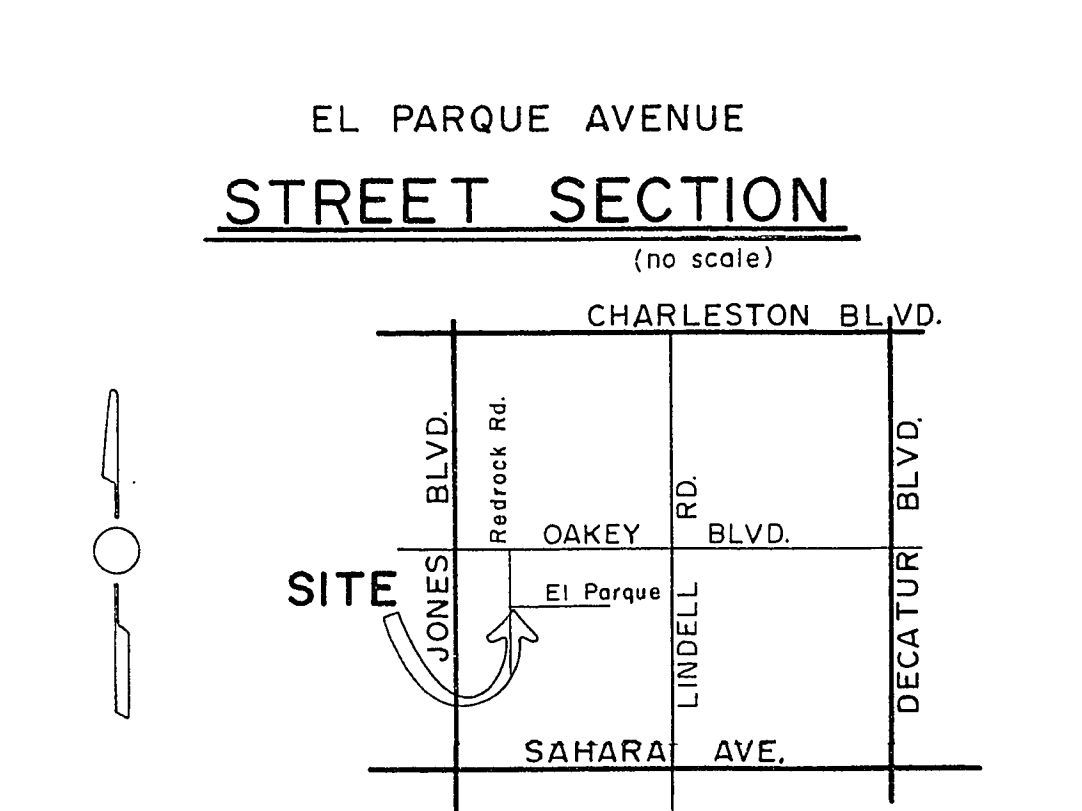 EL PARQUE AVENUE
STREET SECTION
(no scale)
CHARLESTON BLVD.
JONES BLVD.
Redrock Rd.
LINDELL RD.
DECATUR BLVD.
OAKEY BLVD.
SITE
El Parque
SAHARA AVE.